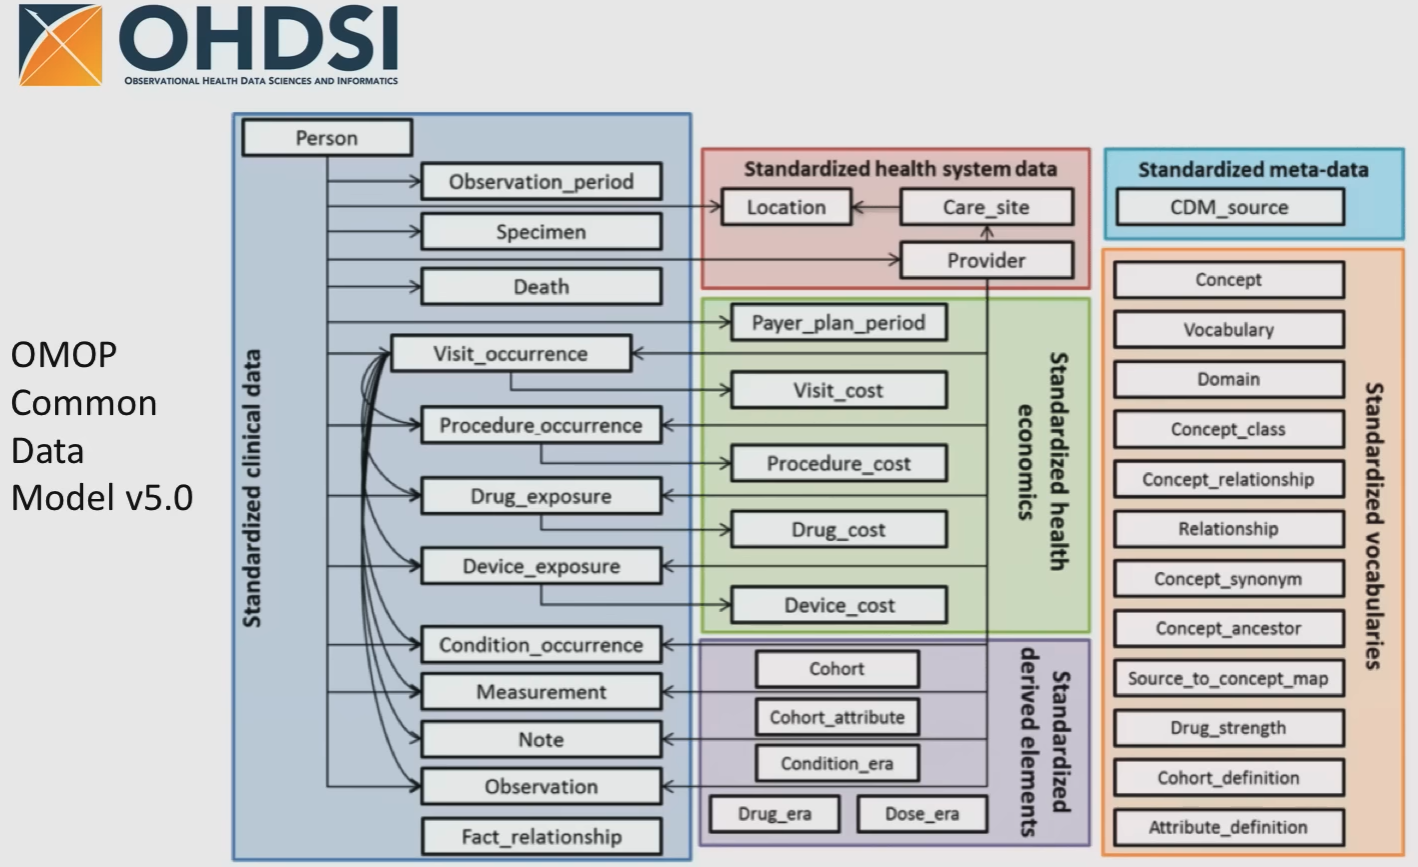 OHDSI
OBSERVATIONAL HEALTH DATA SCIENCES AND INFORMATICS
OMOP
Common
Data
Model v5.0
Standardized clinical data
Person
Observation_period
Specimen
Death
Visit_occurrence
Procedure_occurrence
Drug_exposure
Device_exposure
Condition_occurrence
Measurement
Note
Observation
Fact_relationship
Standardized health system data
Location
Care_site
Provider
Payer_plan_period
Visit_cost
Procedure_cost
Drug_cost
Device_cost
Standardized health
economics
Cohort
Cohort_attribute
Condition_era
Drug_era
Dose_era
Standardized
derived elements
Standardized meta-data
CDM_source
Concept
Vocabulary
Domain
Concept_class
Concept_relationship
Relationship
Concept_synonym
Concept_ancestor
Source_to_concept_map
Drug_strength
Cohort_definition
Attribute_definition
Standardized vocabularies